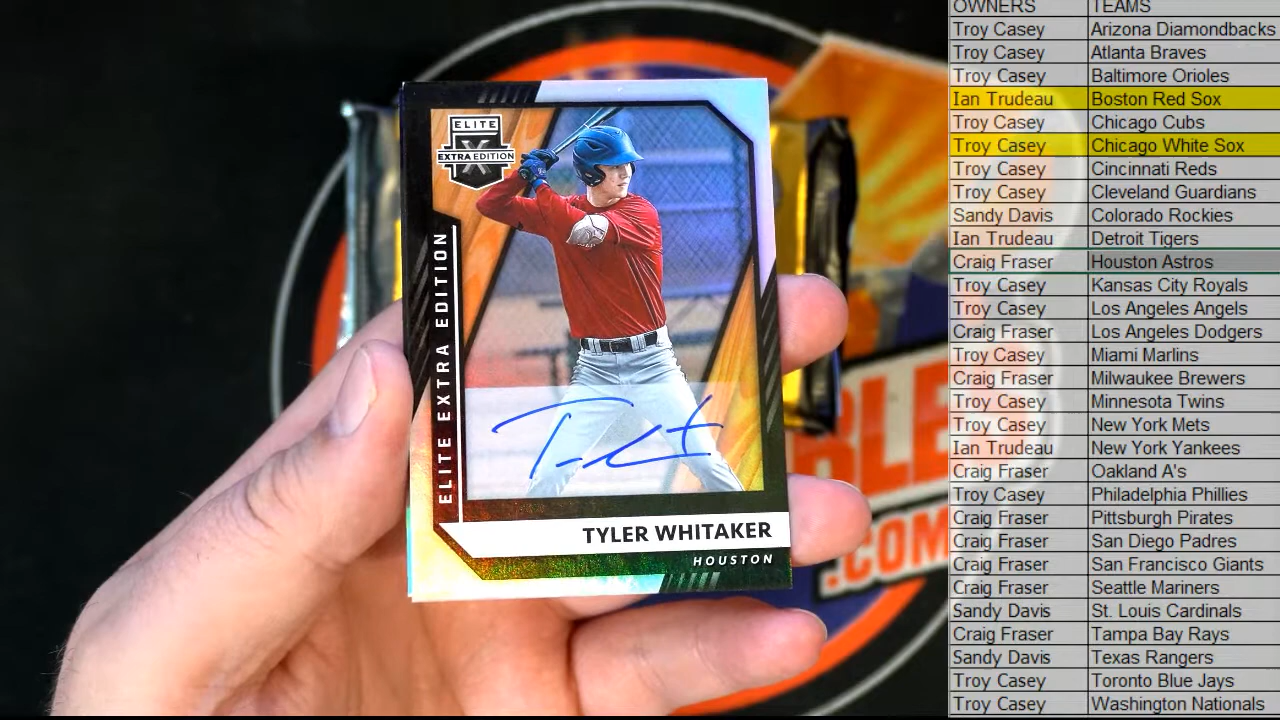 OWNERS TEAMS
Troy Casey Arizona Diamondbacks
Troy Casey Atlanta Braves
Troy Casey Baltimore Orioles
Ian Trudeau Boston Red Sox
Troy Casey Chicago Cubs
Troy Casey Chicago White Sox
Troy Casey Cincinnati Reds
Troy Casey Cleveland Guardians
Sandy Davis Colorado Rockies
Ian Trudeau Detroit Tigers
Craig Fraser Houston Astros
Troy Casey Kansas City Royals
Troy Casey Los Angeles Angels
Craig Fraser Los Angeles Dodgers
Troy Casey Miami Marlins
Craig Fraser Milwaukee Brewers
Troy Casey Minnesota Twins
Troy Casey New York Mets
Ian Trudeau New York Yankees
Craig Fraser Oakland A's
Troy Casey Philadelphia Phillies
Craig Fraser Pittsburgh Pirates
Craig Fraser San Diego Padres
Craig Fraser San Francisco Giants
Craig Fraser Seattle Mariners
Sandy Davis St. Louis Cardinals
Craig Fraser Tampa Bay Rays
Sandy Davis Texas Rangers
Troy Casey Toronto Blue Jays
Troy Casey Washington Nationals
ELITE
X
EXTRA EDITION
ELITE EXTRA EDITION
TYLER WHITAKER
HOUSTON
.COM